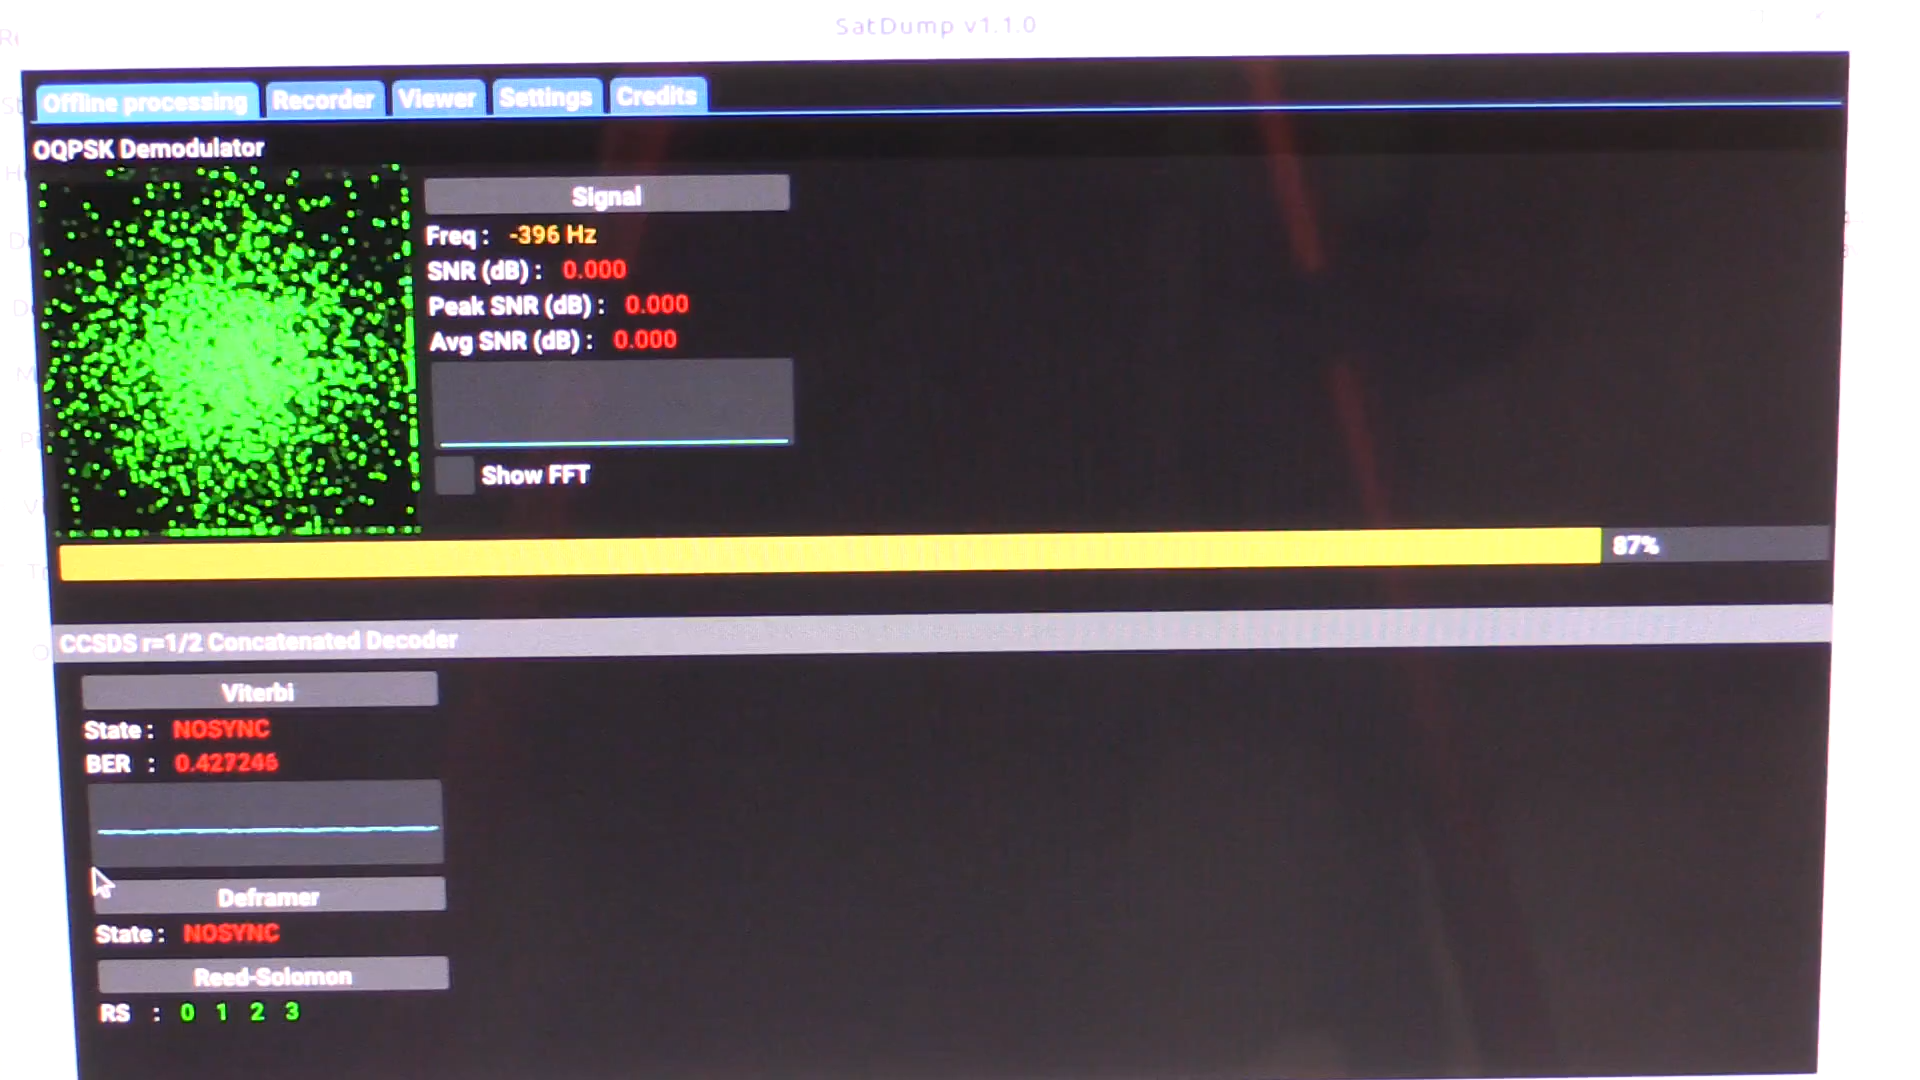 SatDump v1.1.0
Offline processing Recorder Viewer Settings Credits
OQPSK Demodulator
Signal
Freq : -396 Hz
SNR (dB) : 0.000
Peak SNR (dB) : 0.000
Avg SNR (dB) : 0.000
Show FFT
87%
CCSDS r=1/2 Concatenated Decoder
Viterbi
State : NOSYNC
BER : 0.427246
Deframer
State : NOSYNC
Reed-Solomon
RS : 0 1 2 3